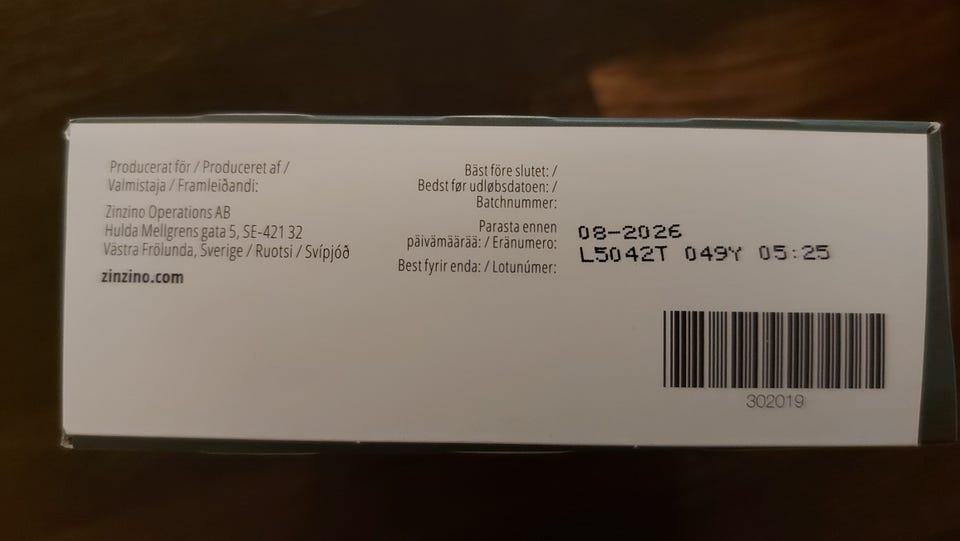 Producerat för / Produceret af /
Valmistaja / Framleiðandi:
Zinzino Operations AB
Hulda Mellgrens gata 5, SE-421 32
Västra Frölunda, Sverige / Ruotsi / Svípjóð
zinzino.com
Bäst före slutet: /
Bedst før udløbsdatoen: /
Batchnummer:
Parasta ennen
päivämäärää: / Eränumero:
Best fyrir enda: / Lotunúmer:
08-2026
L5042T 049Y 05:25
302019